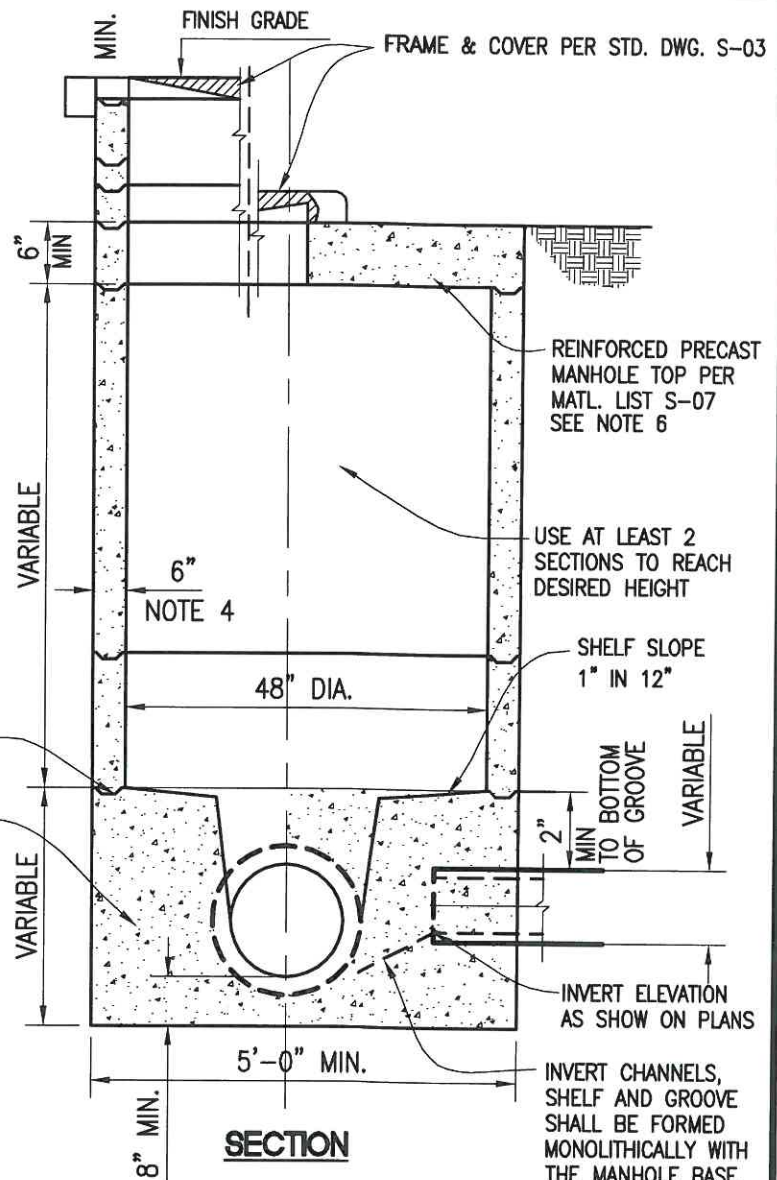 MIN.
FINISH GRADE
FRAME & COVER PER STD. DWG. S-03
6"
MIN
REINFORCED PRECAST
MANHOLE TOP PER
MATL. LIST S-07
SEE NOTE 6
VARIABLE
USE AT LEAST 2
SECTIONS TO REACH
DESIRED HEIGHT
6"
NOTE 4
SHELF SLOPE
1" IN 12"
48" DIA.
2"
MIN
TO BOTTOM
OF GROOVE
VARIABLE
VARIABLE
INVERT ELEVATION
AS SHOW ON PLANS
5'-0" MIN.
8" MIN.
SECTION
INVERT CHANNELS,
SHELF AND GROOVE
SHALL BE FORMED
MONOLITHICALLY WITH
THE MANHOLE BASE